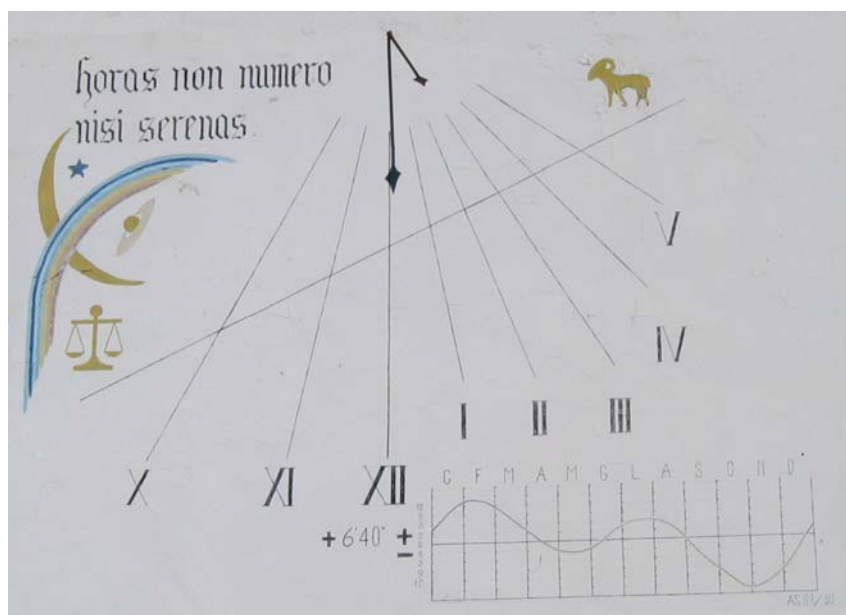 horas non numero
nisi serenas.
V
IV
I II III
X XI XII
G F M A M G L A S O N D
+ 6'40" ±